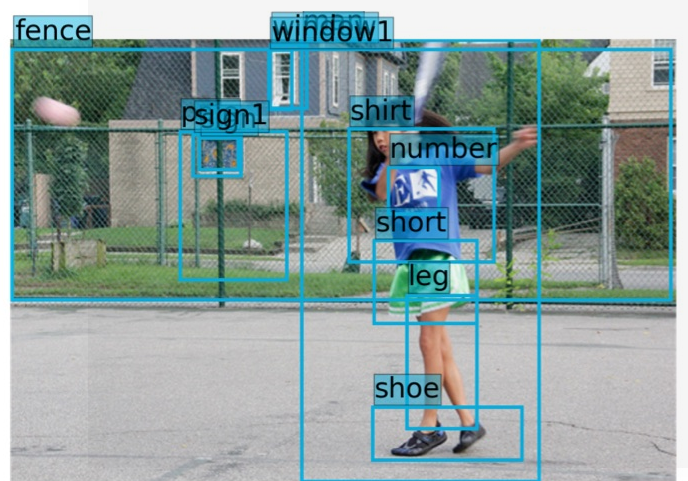 fence
window1
sign1
shirt
number
E
short
leg
shoe